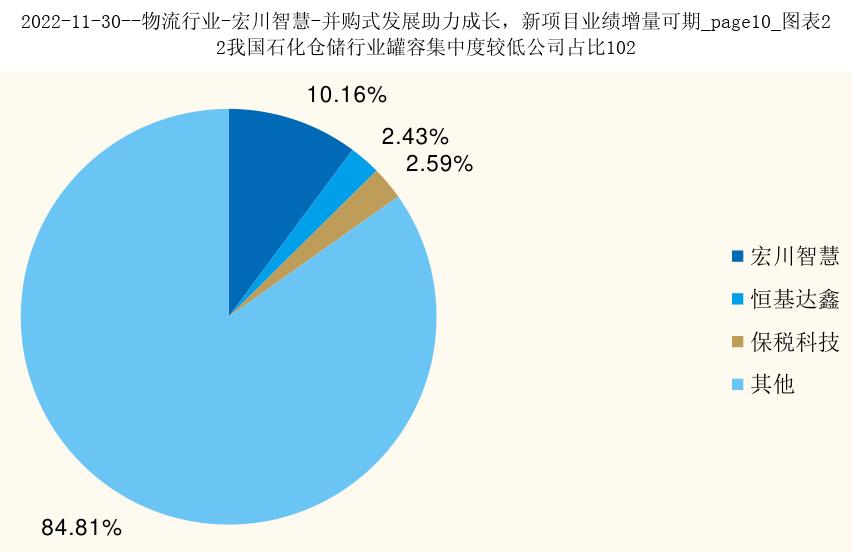 2022-11-30--物流行业-宏川智慧-并购式发展助力成长，新项目业绩增量可期_page10_图表2
2我国石化仓储行业罐容集中度较低公司占比102
10.16%
2.43%
2.59%
宏川智慧
恒基达鑫
保税科技
其他
84.81%